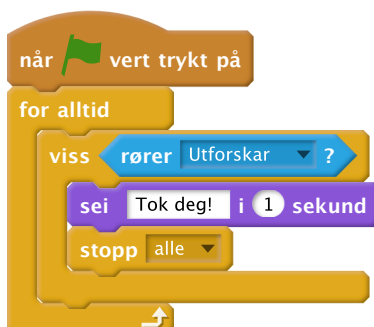 når vert trykt på
for alltid
viss rører Utforskar ?
sei Tok deg! i 1 sekund
stopp alle